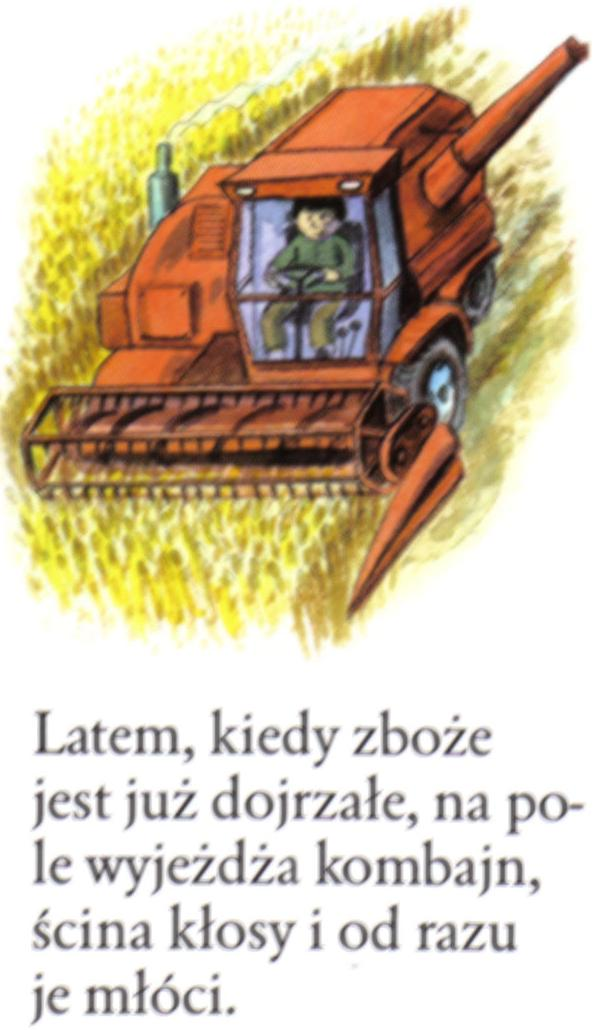 Latem, kiedy zboże
jest już dojrzałe, na po-
le wyjeżdża kombajn,
ścina kłosy i od razu
je młóci.